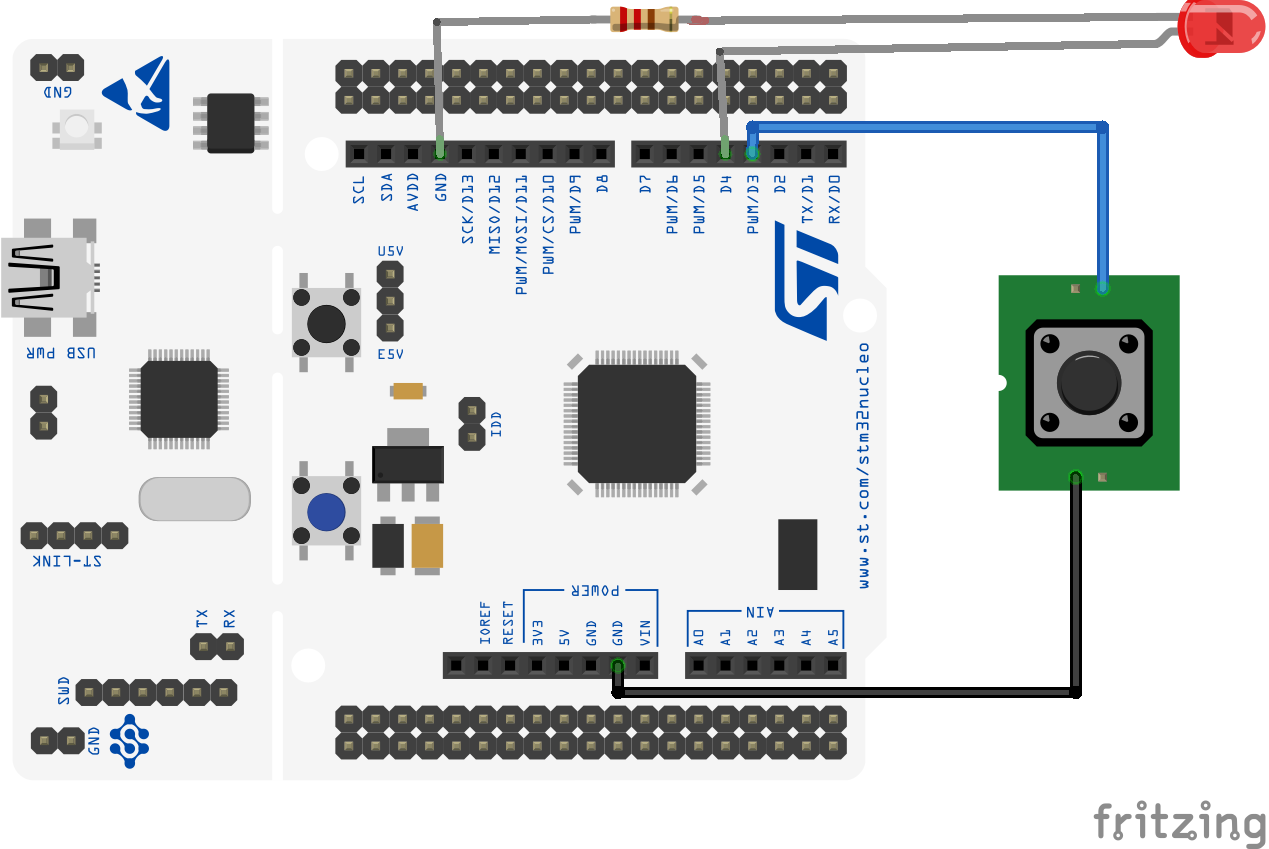 GND
SCL
SDA
AVDD
GND
SCK/D13
MISO/D12
PWM/MOSI/D11
PWM/CS/D10
PWM/D9
D8
D7
PWM/D6
PWM/D5
D4
PWM/D3
D2
TX/D1
RX/D0
U5V
E5V
USB PWR
IDD
www.st.com/stm32nucleo
ST-LINK
TX
RX
SWD
GND
POWER
IOREF
RESET
3V3
5V
GND
GND
VIN
AIN
A0
A1
A2
A3
A4
A5
ST
fritzing